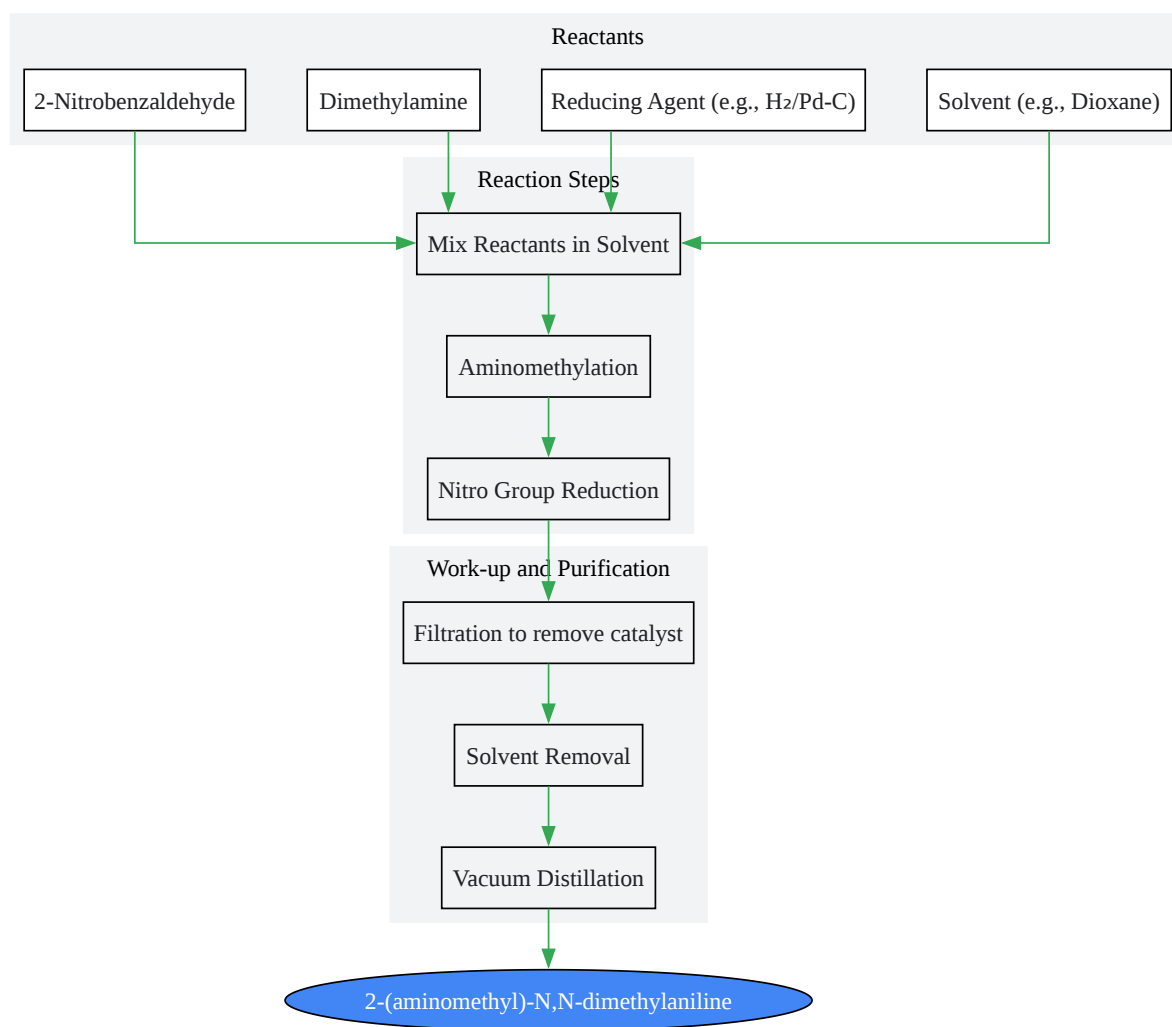 Reactants
2-Nitrobenzaldehyde
Dimethylamine
Reducing Agent (e.g., H₂/Pd-C)
Solvent (e.g., Dioxane)
Reaction Steps
Mix Reactants in Solvent
Aminomethylation
Nitro Group Reduction
Work-up and Purification
Filtration to remove catalyst
Solvent Removal
Vacuum Distillation
2-(aminomethyl)-N,N-dimethylaniline